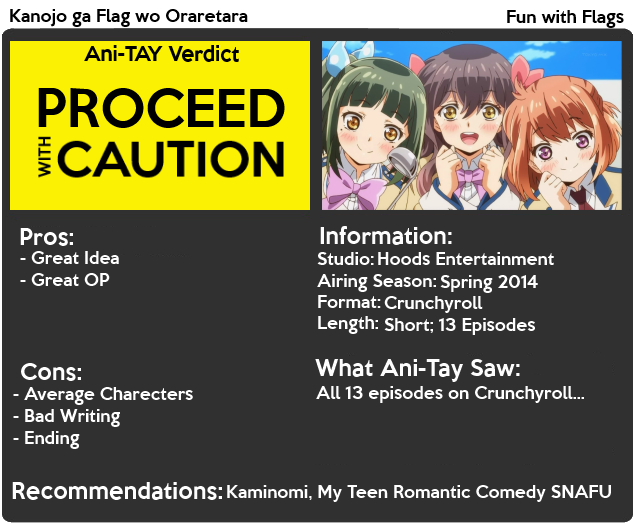 Kanojo ga Flag wo Oraretara
Fun with Flags
Ani-TAY Verdict
PROCEED
WITH CAUTION
Pros:
- Great Idea
- Great OP
Information:
Studio: Hoods Entertainment
Airing Season: Spring 2014
Format: Crunchyroll
Length: Short; 13 Episodes
Cons:
- Average Charecters
- Bad Writing
- Ending
What Ani-Tay Saw:
All 13 episodes on Crunchyroll...
Recommendations: Kaminomi, My Teen Romantic Comedy SNAFU